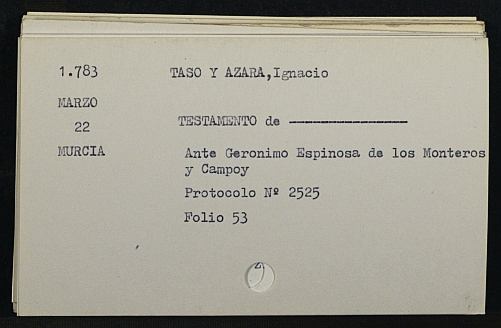 1.783 TASO Y AZARA,Ignacio
MARZO
22 TESTAMENTO de ----------------
MURCIA Ante Geronimo Espinosa de los Monteros
y Campoy
Protocolo Nº 2525
Folio 53